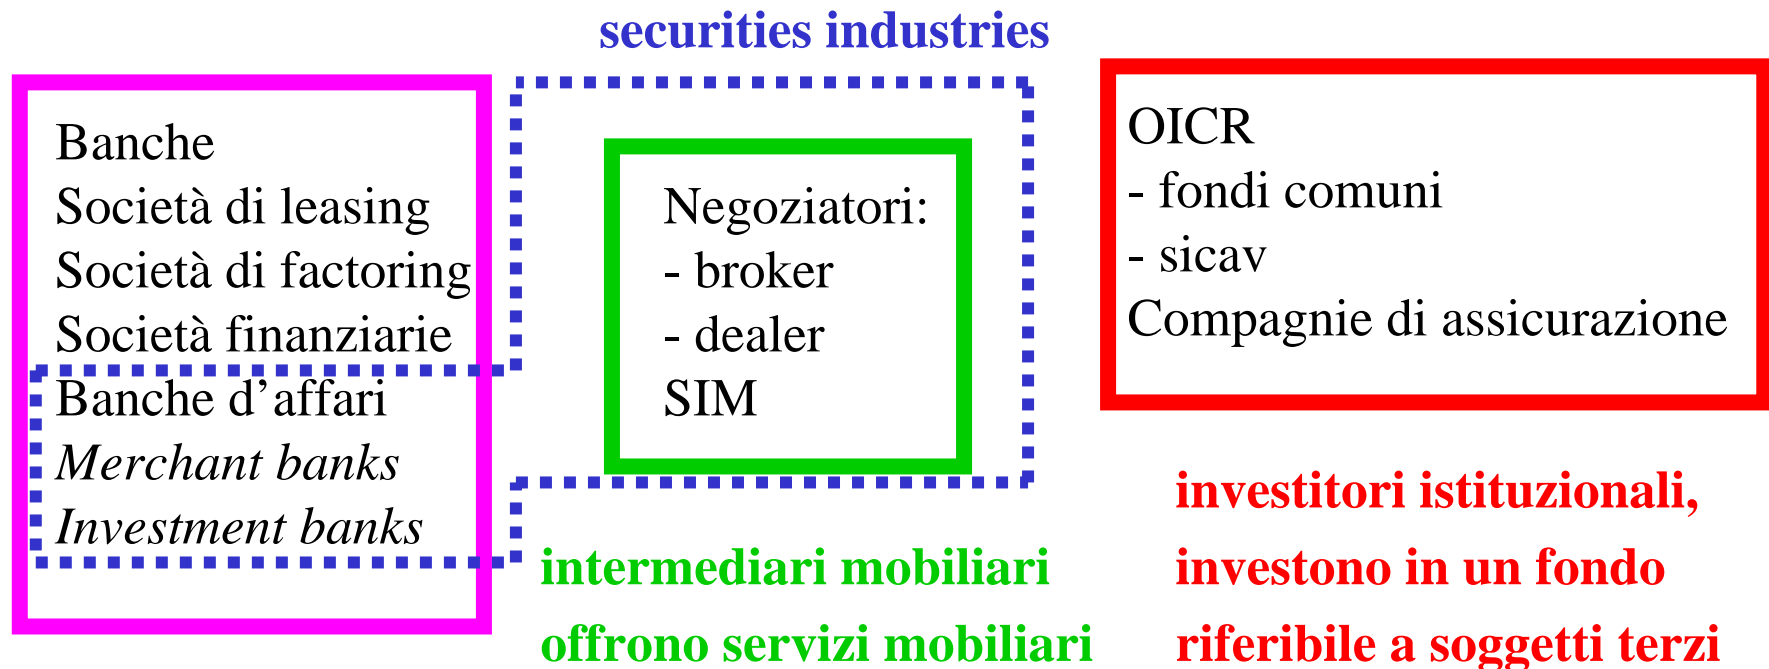 securities industries
Banche
Società di leasing
Società di factoring
Società finanziarie
Banche d’affari
Merchant banks
Investment banks
Negoziatori:
- broker
- dealer
SIM
intermediari mobiliari
offrono servizi mobiliari
OICR
- fondi comuni
- sicav
Compagnie di assicurazione
investitori istituzionali,
investono in un fondo
riferibile a soggetti terzi